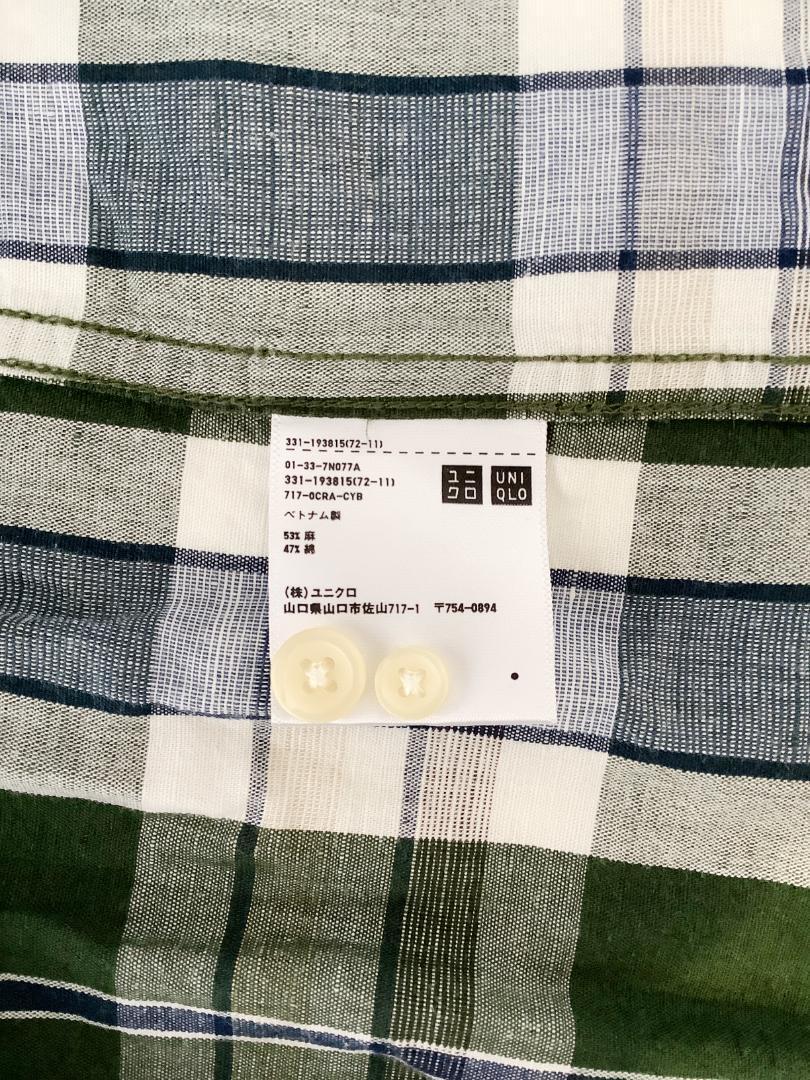 331-193815(72-11)
01-33-7N077A
331-193815(72-11)
717-0CRA-CYB
ユニ
クロ
UNI
QLO
ベトナム製
53% 麻
47% 綿
(株)ユニクロ
山口県山口市佐山717-1 〒754-0894